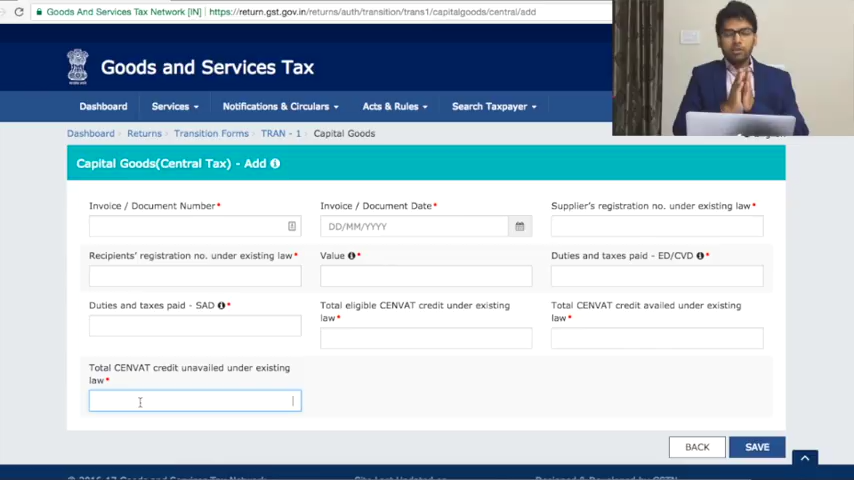 Goods And Services Tax Network [IN]
https://return.gst.gov.in/returns/auth/transition/trans1/capitalgoods/central/add
Goods and Services Tax
Dashboard Services Notifications & Circulars Acts & Rules Search Taxpayer
Dashboard Returns Transition Forms TRAN - 1 Capital Goods
Capital Goods(Central Tax) - Add
Invoice / Document Number*
Invoice / Document Date*
Supplier's registration no. under existing law*
DD/MM/YYYY
Recipients' registration no. under existing law*
Value *
Duties and taxes paid - ED/CVD *
Duties and taxes paid - SAD *
Total eligible CENVAT credit under existing
law*
Total CENVAT credit availed under existing
law*
Total CENVAT credit unavailed under existing
law*
BACK
SAVE